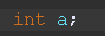 int a;